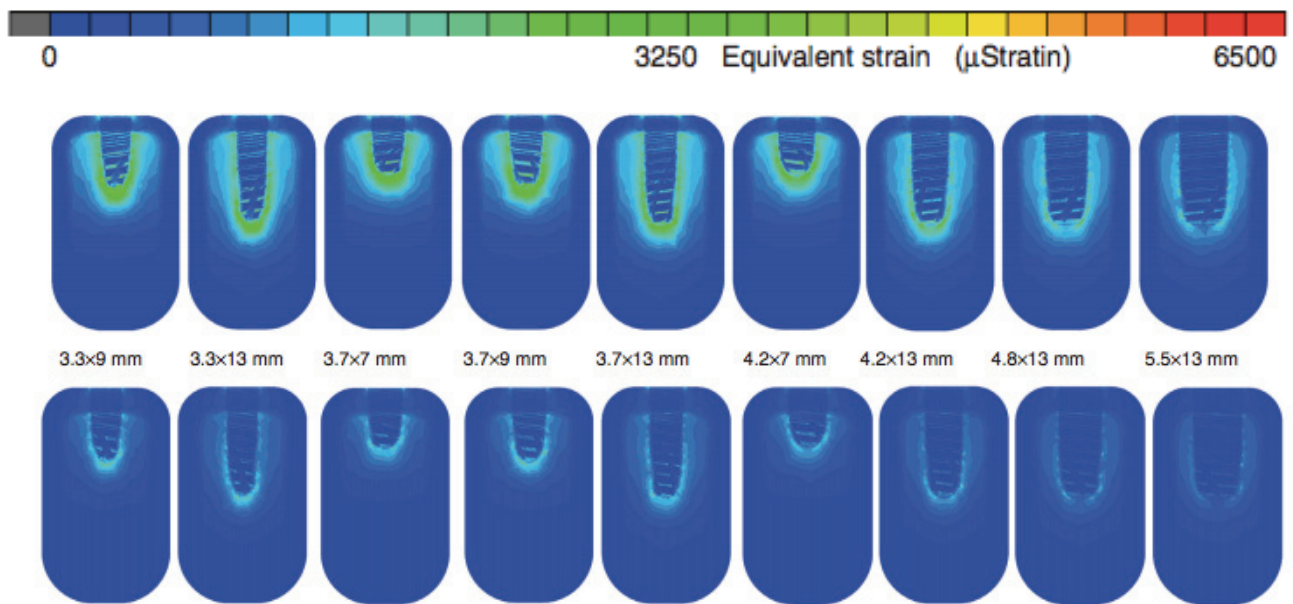 0 3250 Equivalent strain (μStratin) 6500
3.3×9 mm 3.3×13 mm 3.7×7 mm 3.7×9 mm 3.7×13 mm 4.2×7 mm 4.2×13 mm 4.8×13 mm 5.5×13 mm